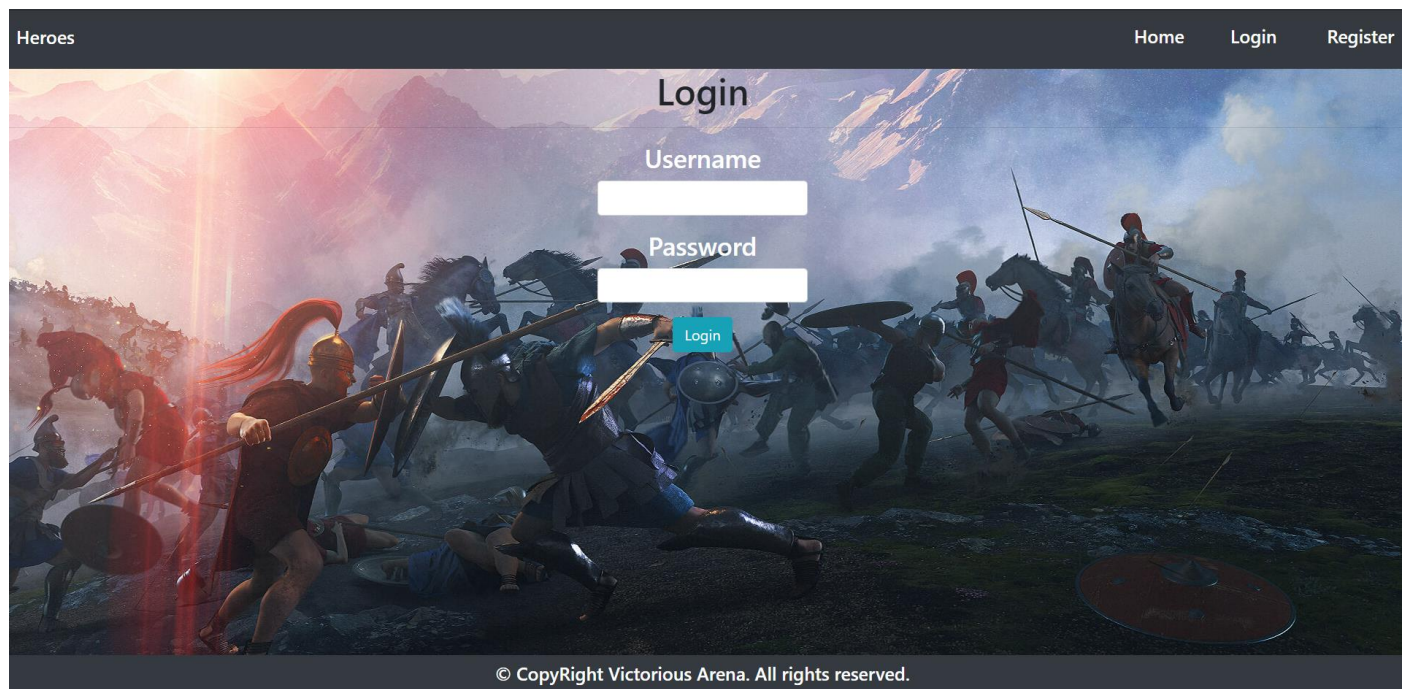 Heroes
Home Login Register
Login
Username
Password
Login
© CopyRight Victorious Arena. All rights reserved.